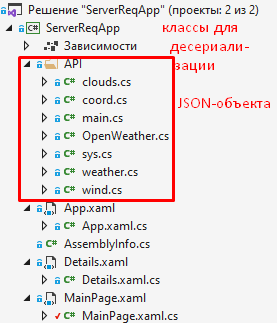 Решение "ServerReqApp" (проекты: 2 из 2)
ServerReqApp
классы для
Зависимости
десериали-
API
зации
clouds.cs
coord.cs
JSON-объекта
main.cs
OpenWeather.cs
sys.cs
weather.cs
wind.cs
App.xaml
App.xaml.cs
AssemblyInfo.cs
Details.xaml
Details.xaml.cs
MainPage.xaml
MainPage.xaml.cs